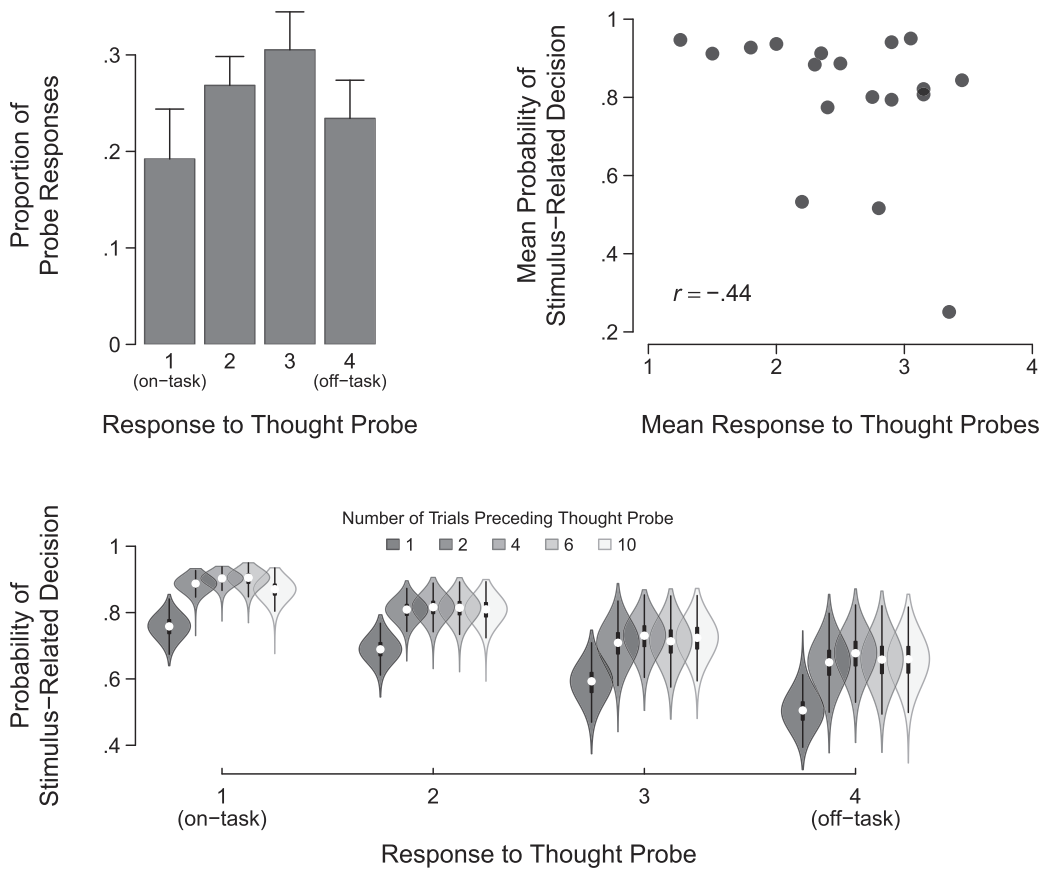 Proportion of
Probe Responses
.3
.2
.1
0
1
2
3
4
(on−task)
(off−task)
Response to Thought Probe
Mean Probability of
Stimulus−Related Decision
1
.8
.6
.4
.2
r = −.44
1
2
3
4
Mean Response to Thought Probes
Probability of
Stimulus−Related Decision
Number of Trials Preceding Thought Probe
1 2 4 6 10
1
.8
.6
.4
1
2
3
4
(on−task)
(off−task)
Response to Thought Probe